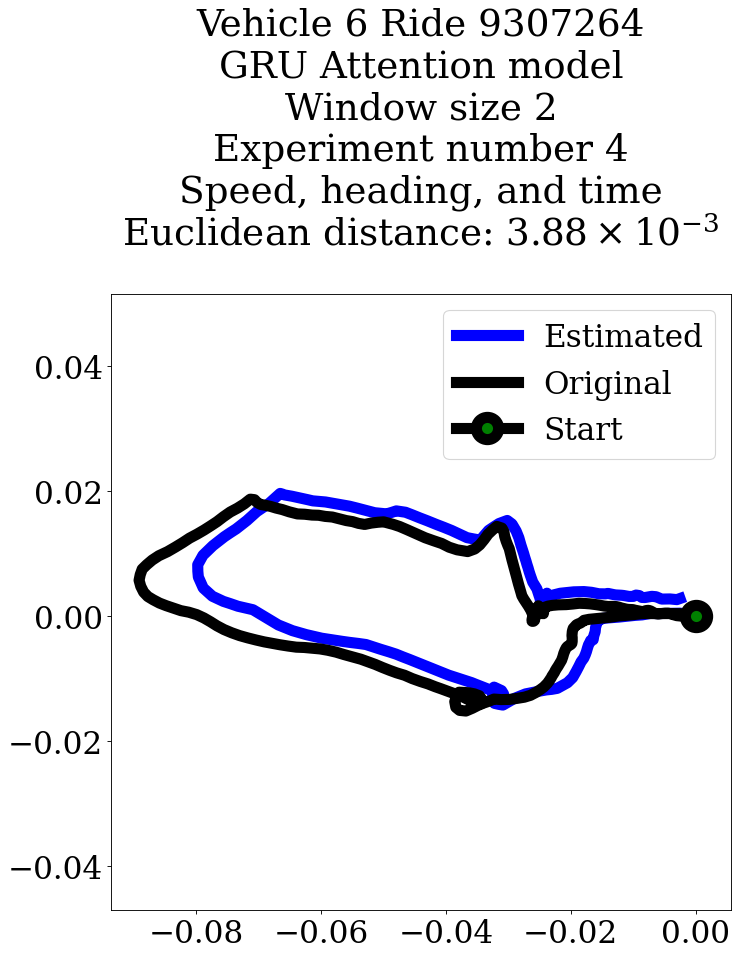 Vehicle 6 Ride 9307264
GRU Attention model
Window size 2
Experiment number 4
Speed, heading, and time
Euclidean distance: 3.88 × 10⁻³
Estimated
Original
Start
0.04
0.02
0.00
−0.02
−0.04
−0.08 −0.06 −0.04 −0.02 0.00